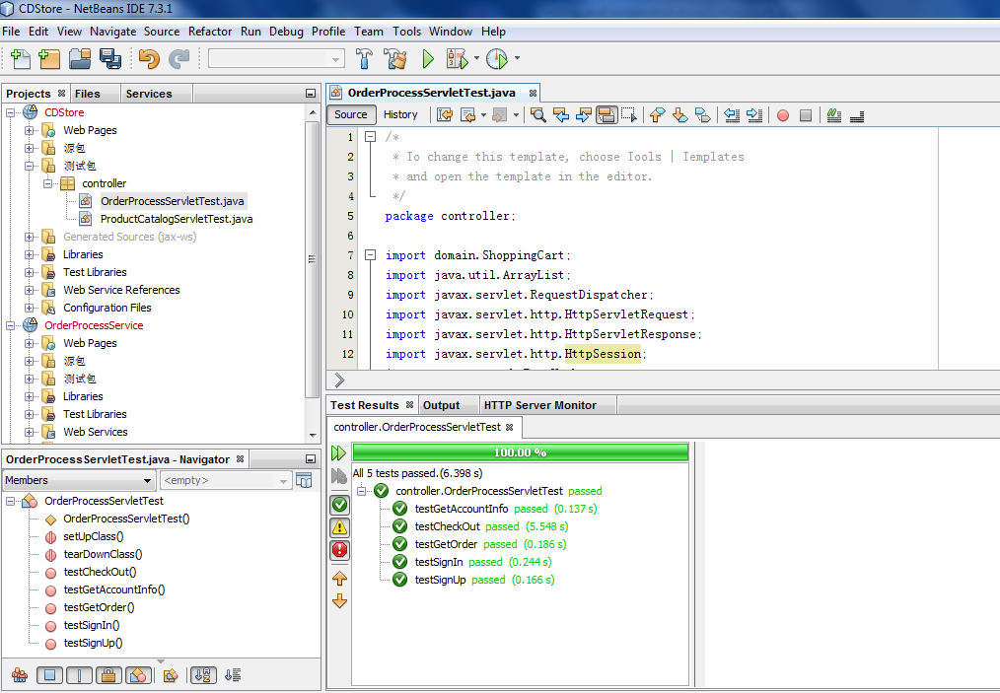 CDStore - NetBeans IDE 7.3.1
File Edit View Navigate Source Refactor Run Debug Profile Team Tools Window Help
Projects Files Services
CDStore
Web Pages
源包
测试包
controller
OrderProcessServletTest.java
ProductCatalogServletTest.java
Generated Sources (jax-ws)
Libraries
Test Libraries
Web Service References
Configuration Files
OrderProcessService
Web Pages
源包
测试包
Libraries
Test Libraries
Web Services
OrderProcessServletTest.java - Navigator
Members <empty>
OrderProcessServletTest
OrderProcessServletTest()
setUpClass()
tearDownClass()
testCheckOut()
testGetAccountInfo()
testGetOrder()
testSignIn()
testSignUp()
OrderProcessServletTest.java
Source History
1 /*
2 * To change this template, choose Tools | Templates
3 * and open the template in the editor.
4 */
5 package controller;
6
7 import domain.ShoppingCart;
8 import java.util.ArrayList;
9 import javax.servlet.RequestDispatcher;
10 import javax.servlet.http.HttpServletRequest;
11 import javax.servlet.http.HttpServletResponse;
12 import javax.servlet.http.HttpSession;
Test Results Output HTTP Server Monitor
controller.OrderProcessServletTest
100.00 %
All 5 tests passed.(6.398 s)
controller.OrderProcessServletTest passed
testGetAccountInfo passed (0.137 s)
testCheckOut passed (5.548 s)
testGetOrder passed (0.186 s)
testSignIn passed (0.244 s)
testSignUp passed (0.166 s)